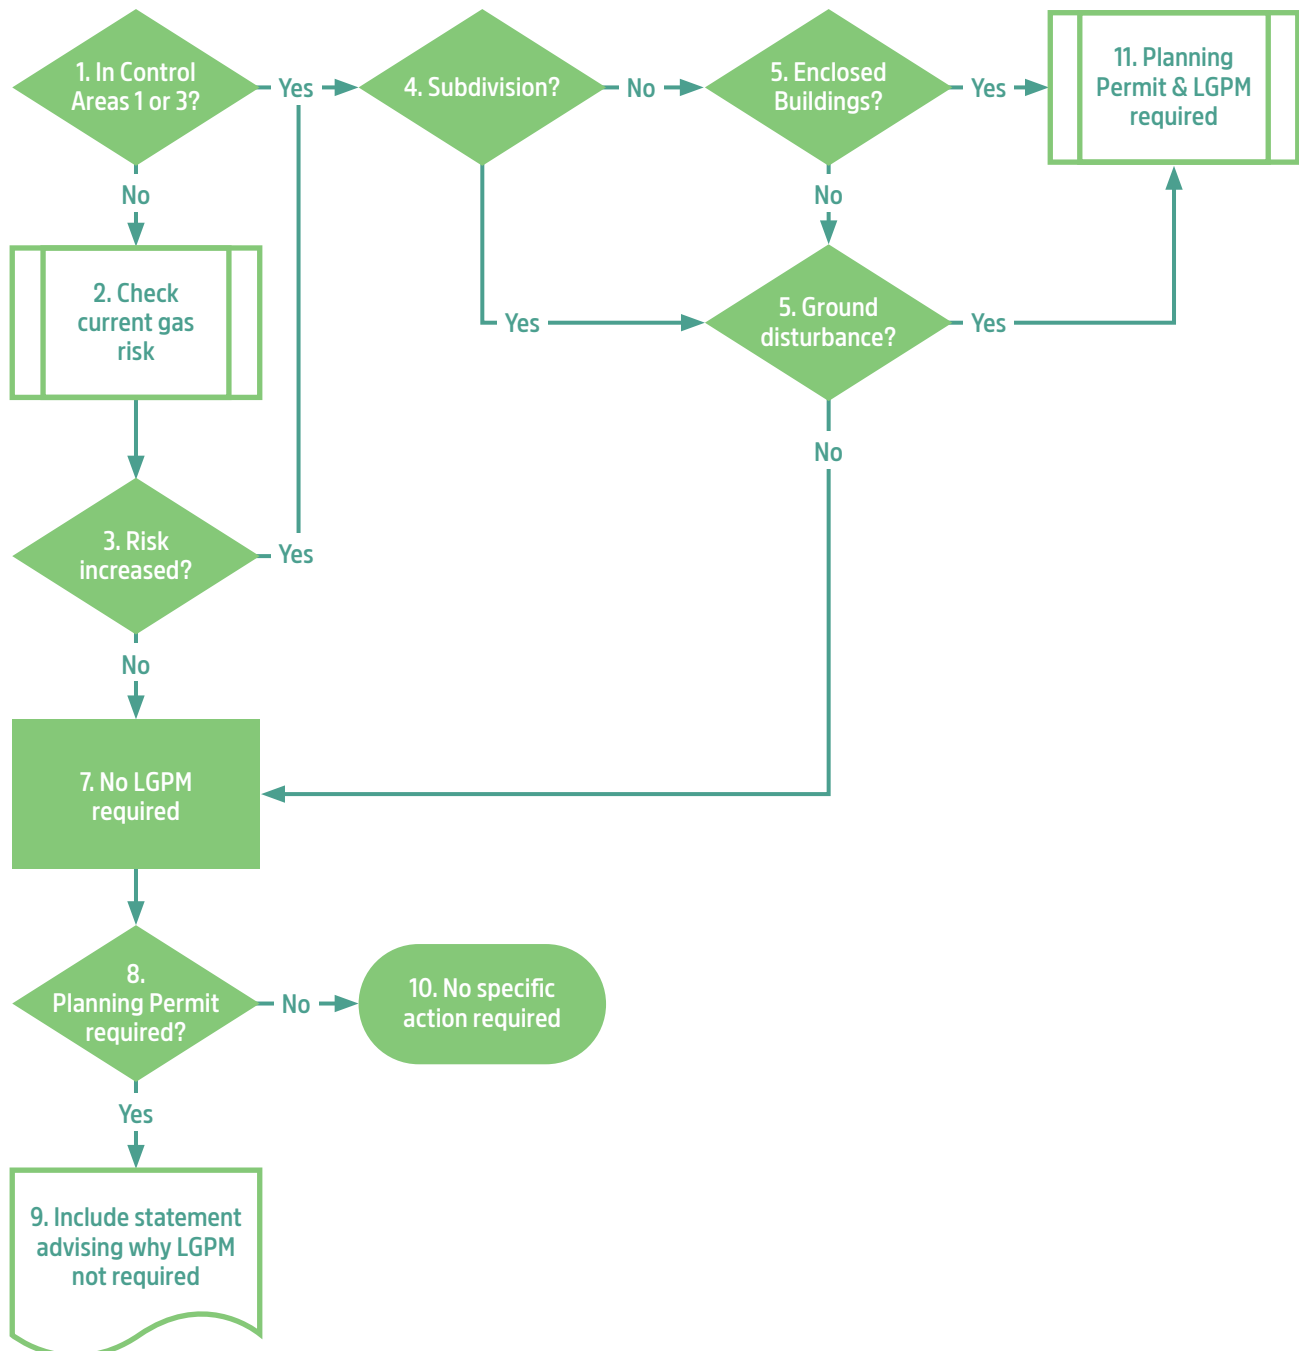 1. In Control
Areas 1 or 3?
Yes
4. Subdivision?
No
5. Enclosed
Buildings?
Yes
11. Planning
Permit & LGPM
required
No
No
2. Check
current gas
risk
Yes
5. Ground
disturbance?
Yes
No
3. Risk
increased?
Yes
No
7. No LGPM
required
8.
Planning Permit
required?
No
10. No specific
action required
Yes
9. Include statement
advising why LGPM
not required